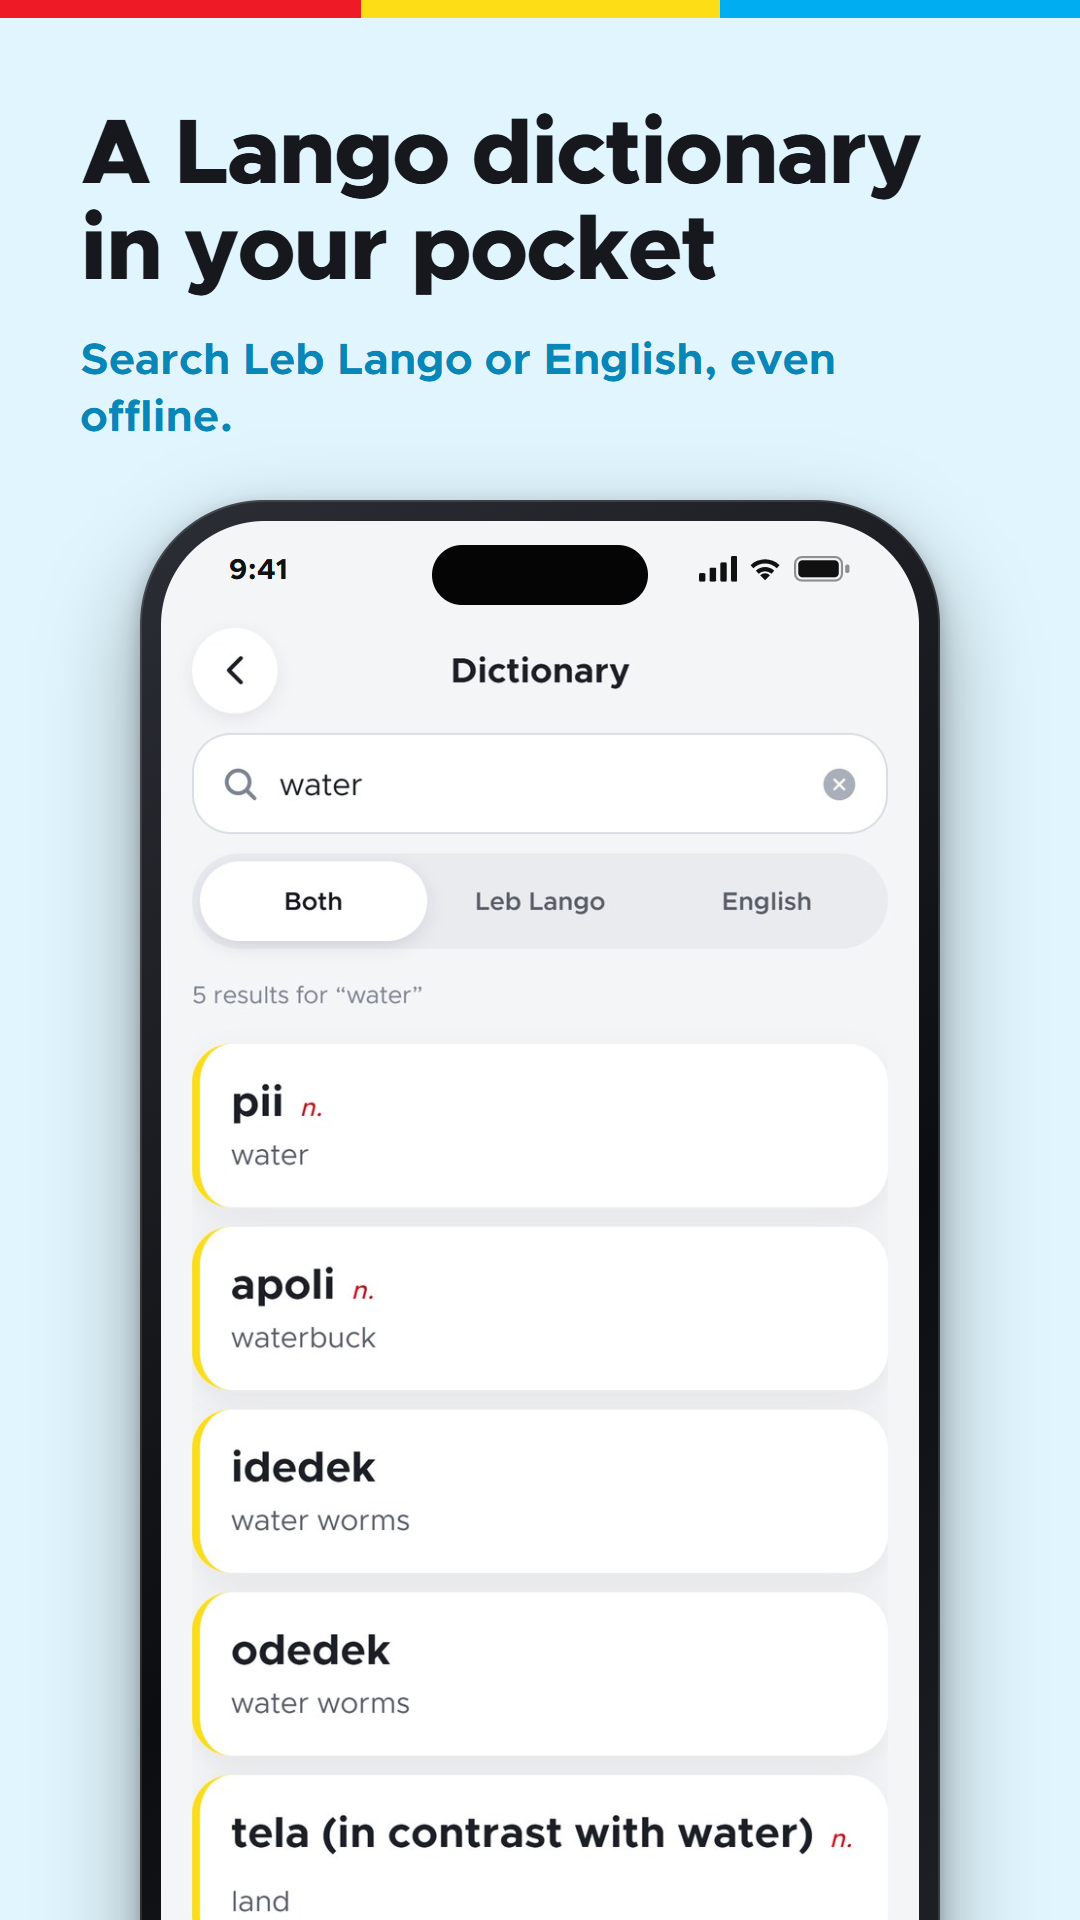 A Lango dictionary
in your pocket
Search Leb Lango or English, even
offline.
9:41
Dictionary
water
Both Leb Lango English
5 results for “water”
pii n.
water
apoli n.
waterbuck
idedek
water worms
odedek
water worms
tela (in contrast with water) n.
land